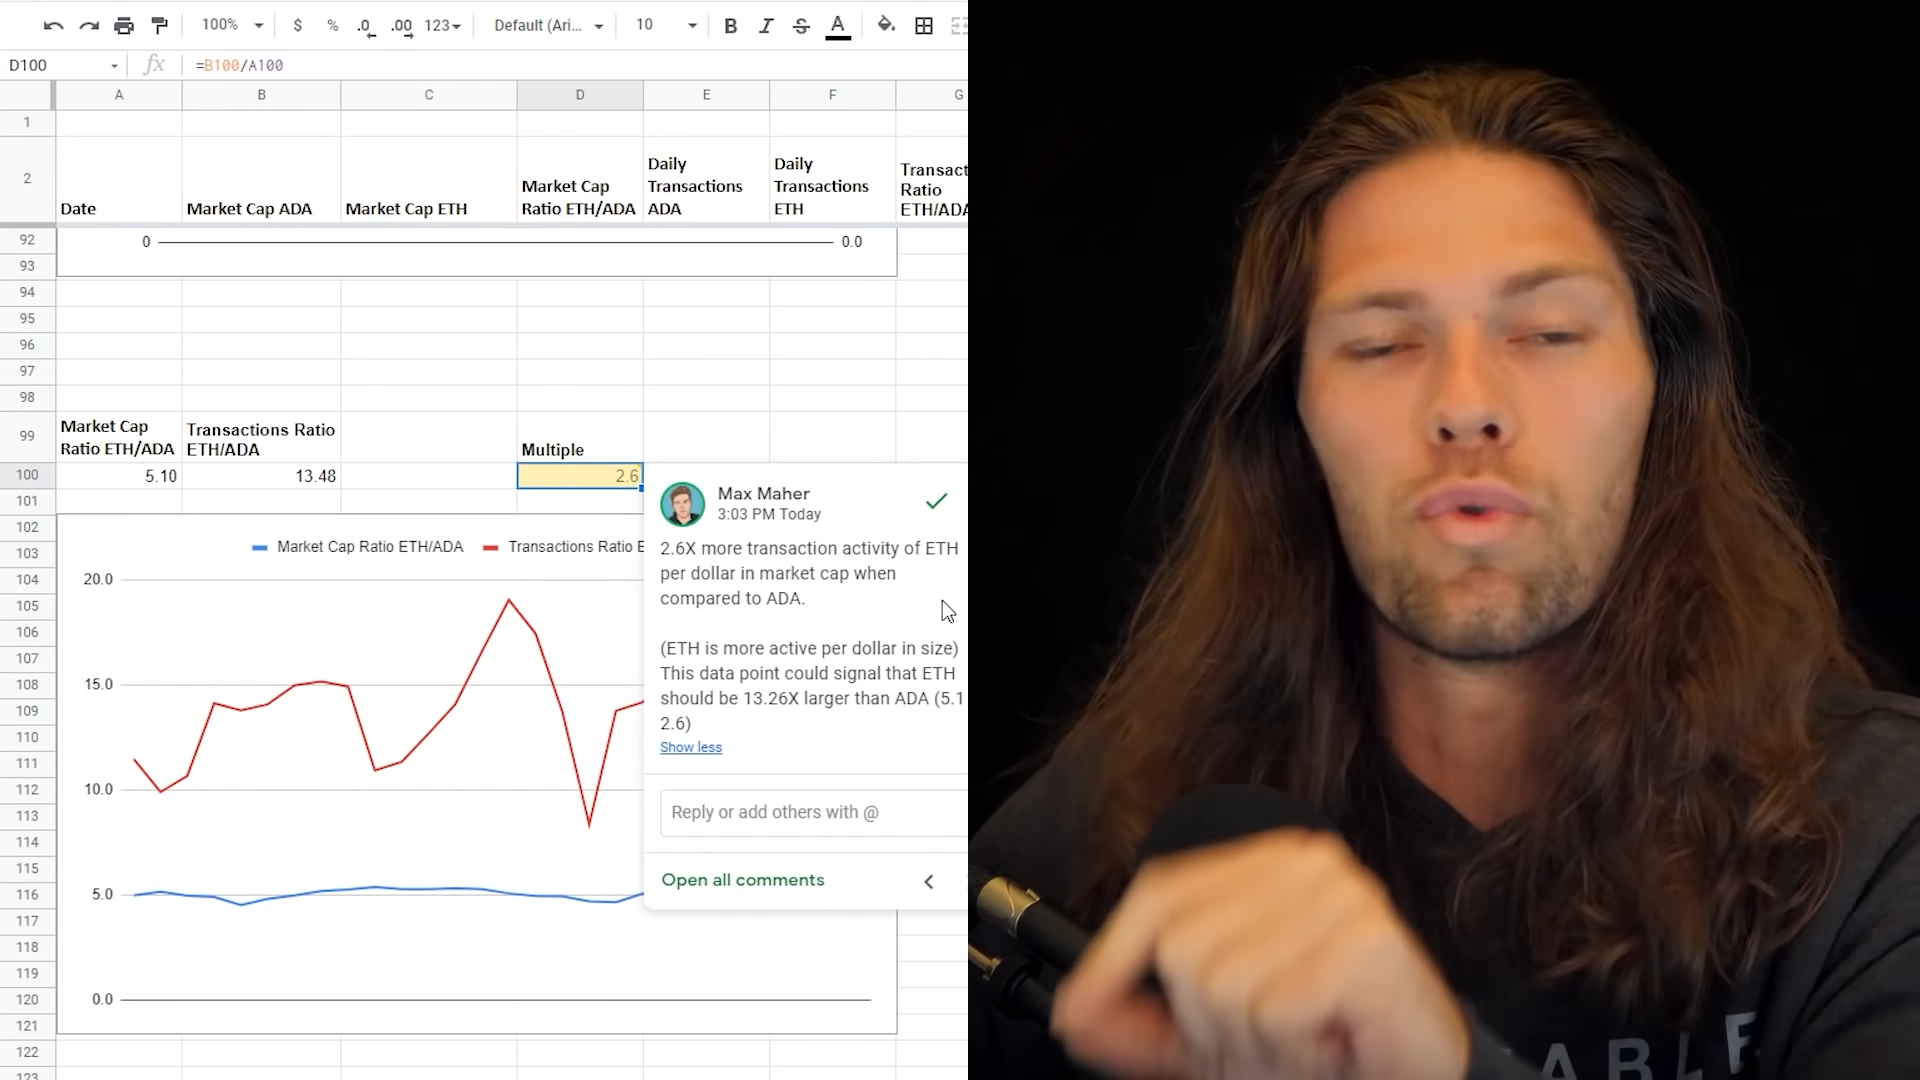 100%
$ % .0 .00 123
Default (Ari...
10
B I S A
D100
fx =B100/A100
A B C D E F G
1
2
Date
Market Cap ADA
Market Cap ETH
Market Cap
Ratio ETH/ADA
Daily
Transactions
ADA
Daily
Transactions
ETH
Transact
Ratio
ETH/ADA
92
0
0.0
93
94
95
96
97
98
99
Market Cap
Ratio ETH/ADA
Transactions Ratio
ETH/ADA
Multiple
100
5.10
13.48
2.6
101
102
103
104
105
106
107
108
109
110
111
112
113
114
115
116
117
118
119
120
121
122
123
Market Cap Ratio ETH/ADA
Transactions Ratio E
20.0
15.0
10.0
5.0
0.0
Max Maher
3:03 PM Today
2.6X more transaction activity of ETH
per dollar in market cap when
compared to ADA.
(ETH is more active per dollar in size)
This data point could signal that ETH
should be 13.26X larger than ADA (5.1
2.6)
Show less
Reply or add others with @
Open all comments
ABLE